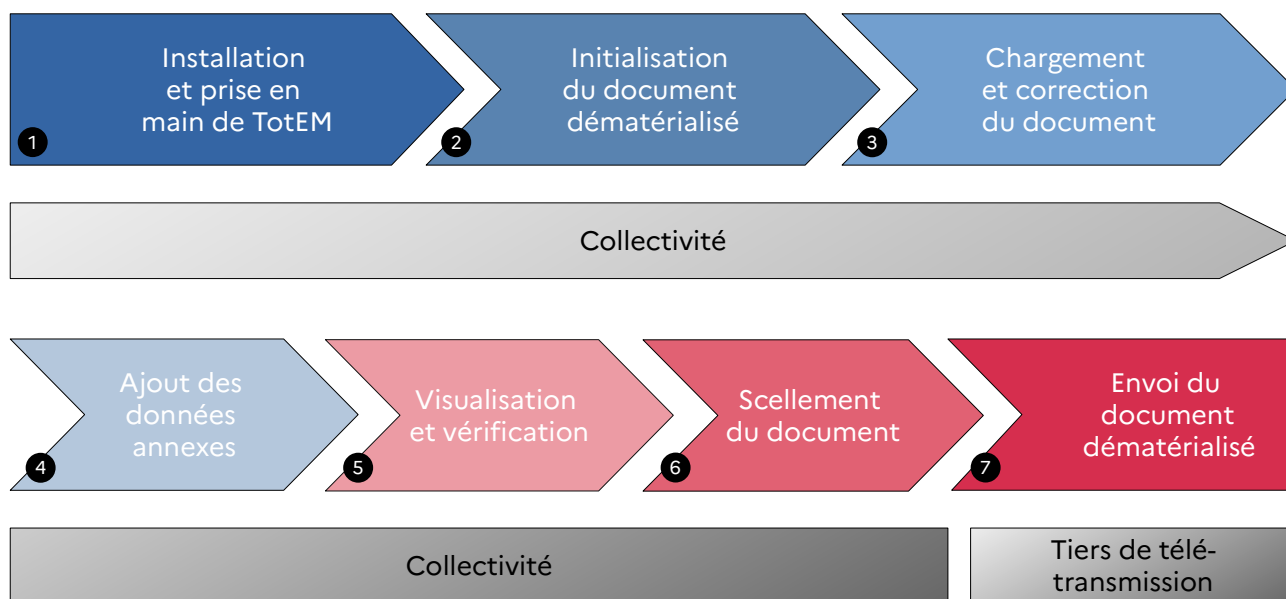 Installation
et prise en
main de TotEM
1
Initialisation
du document
dématérialisé
2
Chargement
et correction
du document
3
Collectivité
Ajout des
données
annexes
4
Visualisation
et vérification
5
Scellement
du document
6
Envoi du
document
dématérialisé
7
Collectivité
Tiers de télé-
transmission